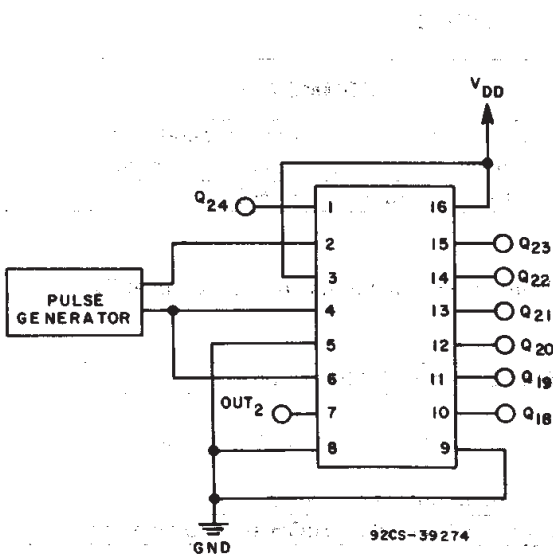 VDD
Q24
1
16
2
15
Q23
3
14
Q22
PULSE
GENERATOR
4
13
Q21
5
12
Q20
6
11
Q19
OUT2
7
10
Q18
8
9
GND
92CS-39274